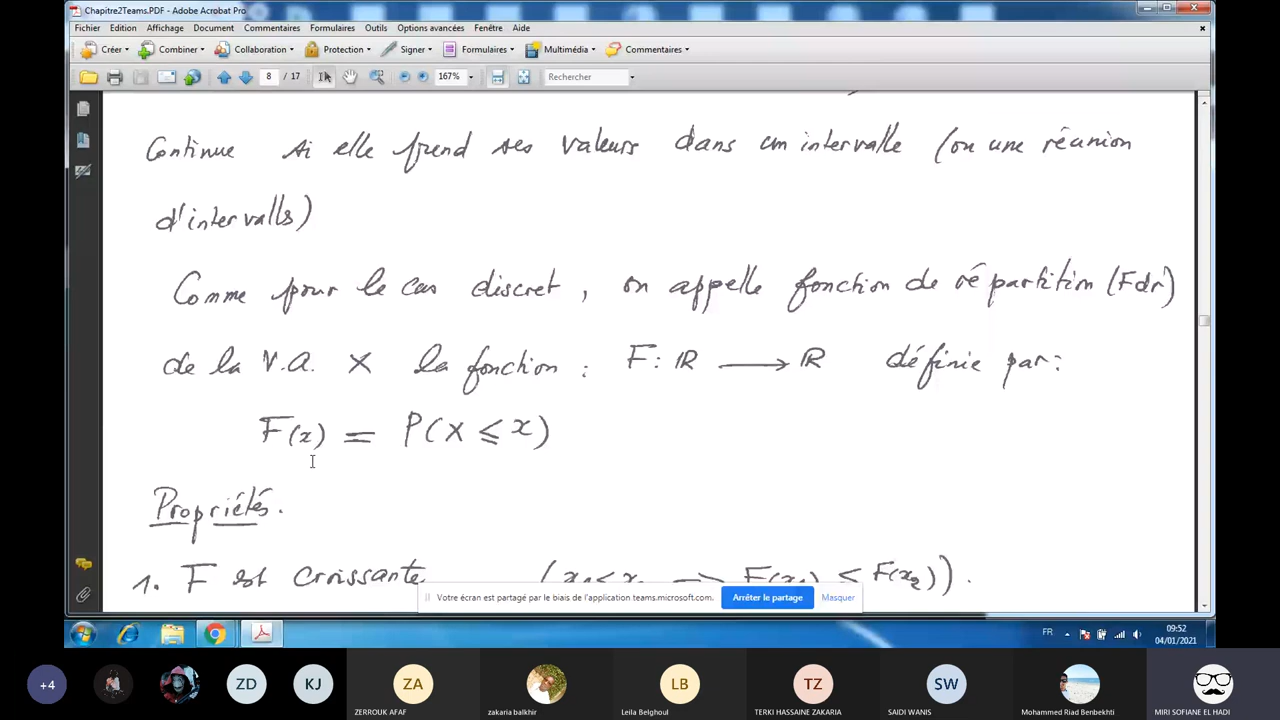 Chapitre2Teams.PDF - Adobe Acrobat Pro
Fichier Edition Affichage Document Commentaires Formulaires Outils Options avancées Fenêtre Aide
Créer Combiner Collaboration Protection Signer Formulaires Multimédia Commentaires
8 / 17 167% Rechercher
Continue si elle prend ses valeurs dans un intervalle (ou une réunion
d'intervalls)
Comme pour le cas discret, on appelle fonction de répartition (Fdr)
de la V.A. X la fonction : F: ℝ ⟶ ℝ définie par:
F(x) = P(X ⩽ x)
Propriétés.
1. F est croissante (x₁ < x₂ ⟹ F(x₁) ≤ F(x₂)).
Votre écran est partagé par le biais de l'application teams.microsoft.com. Arrêter le partage Masquer
FR 09:52
04/01/2021
+4 ZD KJ ZA LB TZ SW
ZERROUK AFAF zakaria balkhir Leila Belghoul TERKI HASSAINE ZAKARIA SAIDI WANIS Mohammed Riad Benbekhti MIRI SOFIANE EL HADI